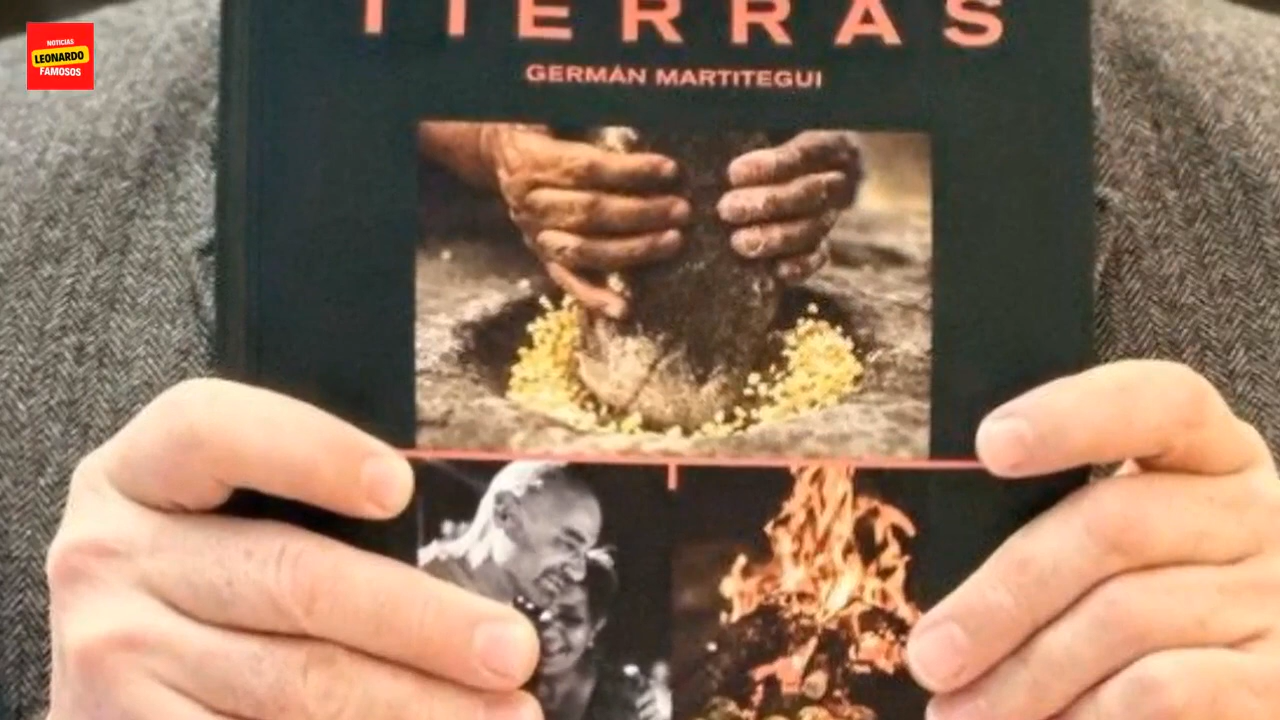 NOTICIAS
LEONARDO
FAMOSOS
TIERRAS
GERMÁN MARTITEGUI